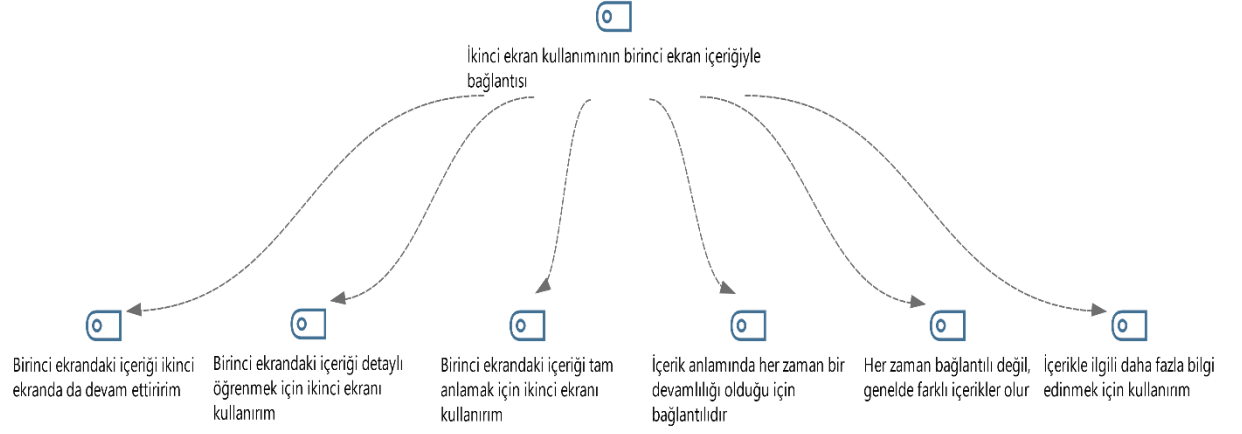 İkinci ekran kullanımının birinci ekran içeriğiyle
bağlantısı
Birinci ekrandaki içeriği ikinci
ekranda da devam ettiririm
Birinci ekrandaki içeriği detaylı
öğrenmek için ikinci ekranı
kullanırım
Birinci ekrandaki içeriği tam
anlamak için ikinci ekranı
kullanırım
İçerik anlamında her zaman bir
devamlılığı olduğu için
bağlantılıdır
Her zaman bağlantılı değil,
genelde farklı içerikler olur
İçerikle ilgili daha fazla bilgi
edinmek için kullanırım